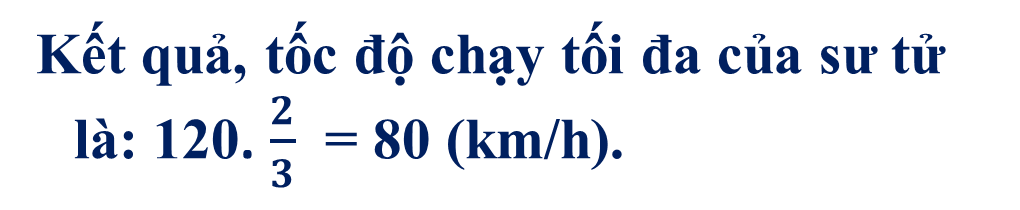 Kết quả, tốc độ chạy tối đa của sư tử
là: 120. 2/3 = 80 (km/h).